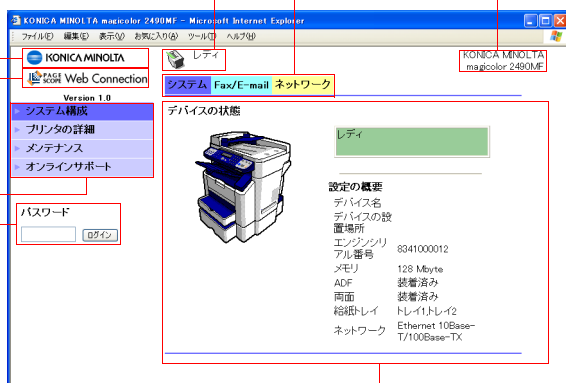 KONICA MINOLTA magicolor 2490MF - Microsoft Internet Explorer
ファイル(F) 編集(E) 表示(V) お気に入り(A) ツール(T) ヘルプ(H)
KONICA MINOLTA
PAGE SCOPE Web Connection
Version 1.0
レディ
KONICA MINOLTA
magicolor 2490MF
システム Fax/E-mail ネットワーク
システム構成
プリンタの詳細
メンテナンス
オンラインサポート
パスワード
ログイン
デバイスの状態
レディ
設定の概要
デバイス名
デバイスの設
置場所
エンジンシリ
アル番号 8341000012
メモリ 128 Mbyte
ADF 装着済み
両面 装着済み
給紙トレイ トレイ1,トレイ2
ネットワーク Ethernet 10Base-
T/100Base-TX